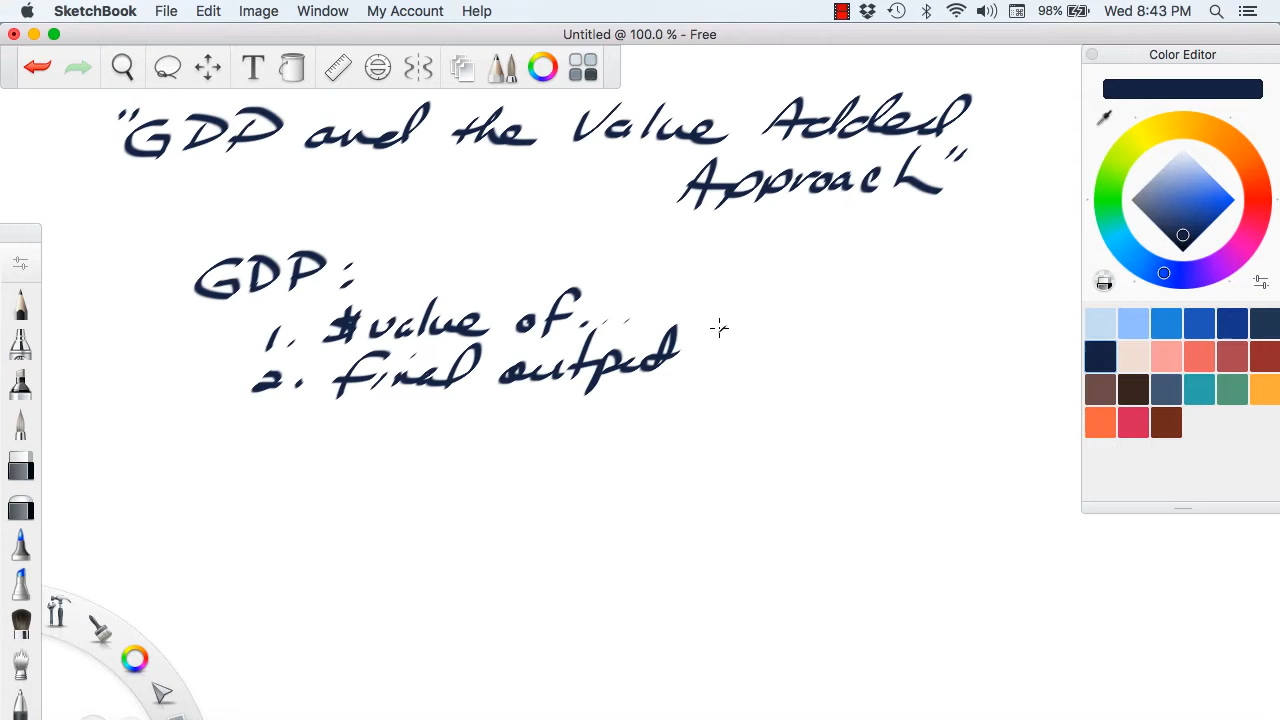 SketchBook File Edit Image Window My Account Help 98% Wed 8:43 PM
Untitled @ 100.0 % - Free
T
Color Editor
"GDP and the Value Added
Approach"
GDP:
1. $value of...
2. final output